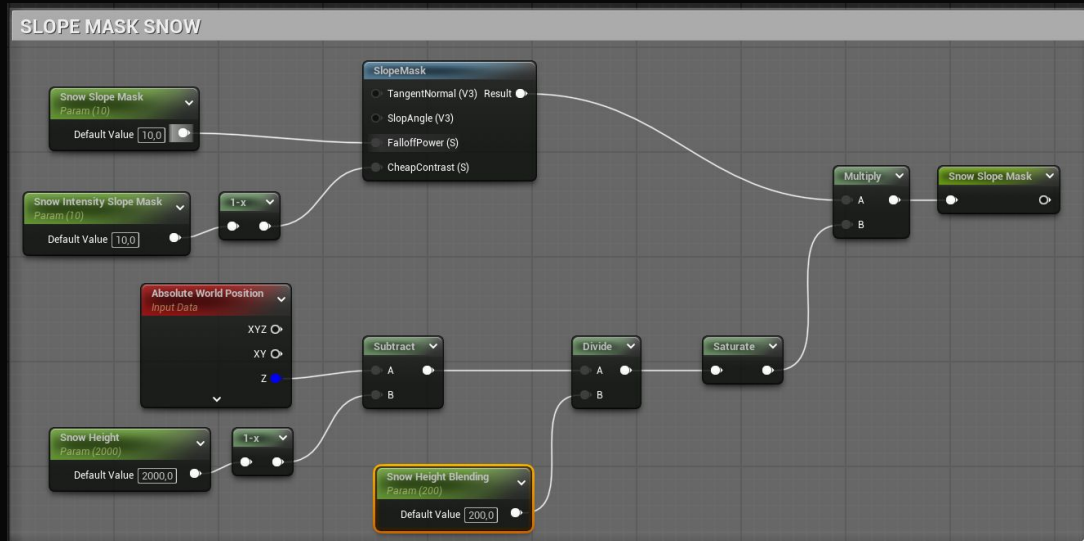 SLOPE MASK SNOW
SlopeMask
TangentNormal (V3) Result
SlopAngle (V3)
FalloffPower (S)
CheapContrast (S)
Snow Slope Mask
Param (10)
Default Value 10,0
Snow Intensity Slope Mask
Param (10)
Default Value 10,0
1-x
Multiply
A
B
Snow Slope Mask
Absolute World Position
Input Data
XYZ
XY
Z
Subtract
A
B
Divide
A
B
Saturate
Snow Height
Param (2000)
Default Value 2000,0
1-x
Snow Height Blending
Param (200)
Default Value 200,0